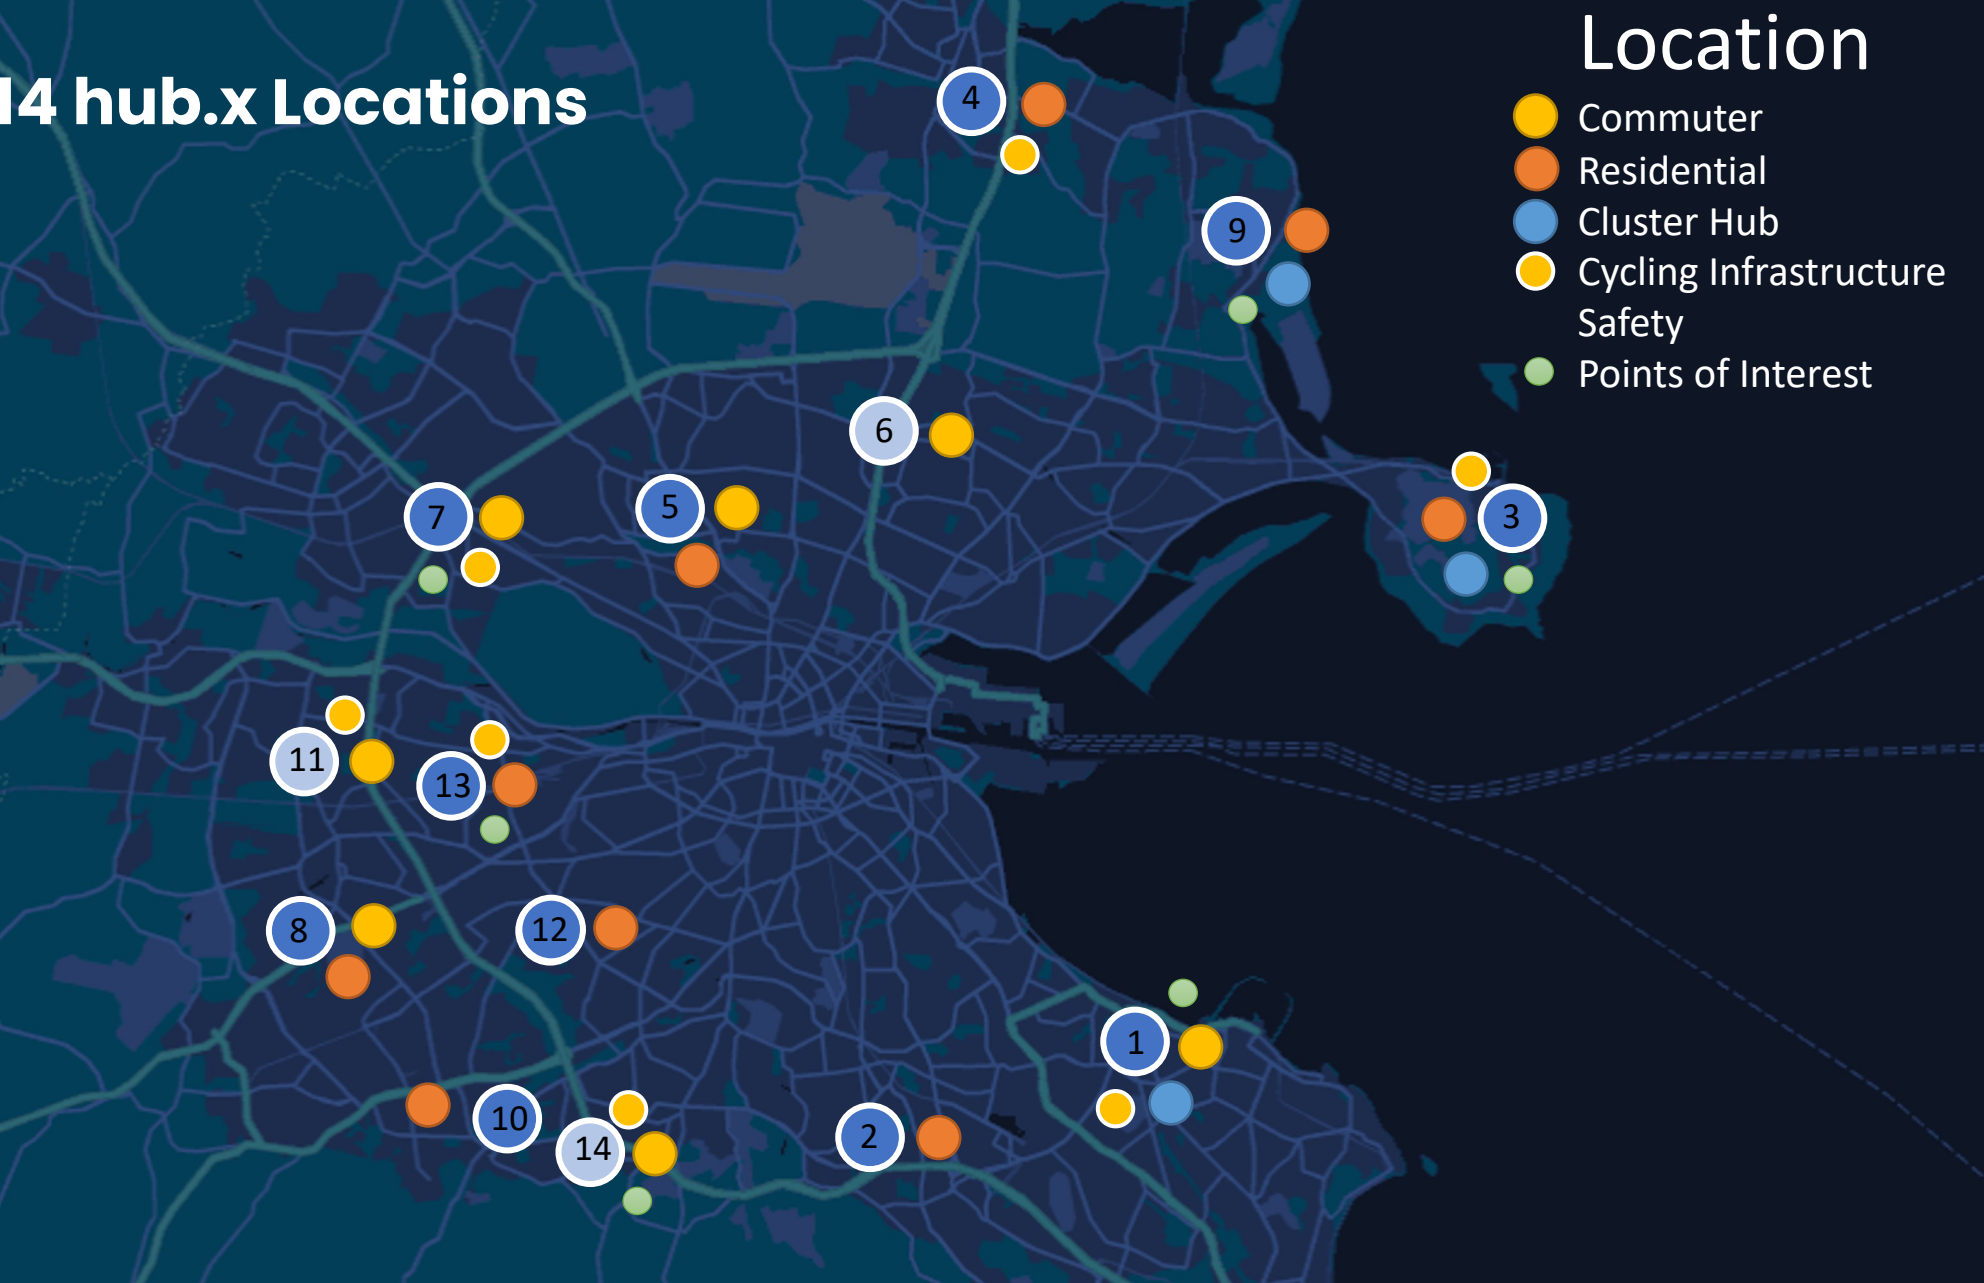 14 hub.x Locations
Location
Commuter
Residential
Cluster Hub
Cycling Infrastructure
Safety
Points of Interest
4
9
6
5
7
3
11
13
8
12
1
10
14
2